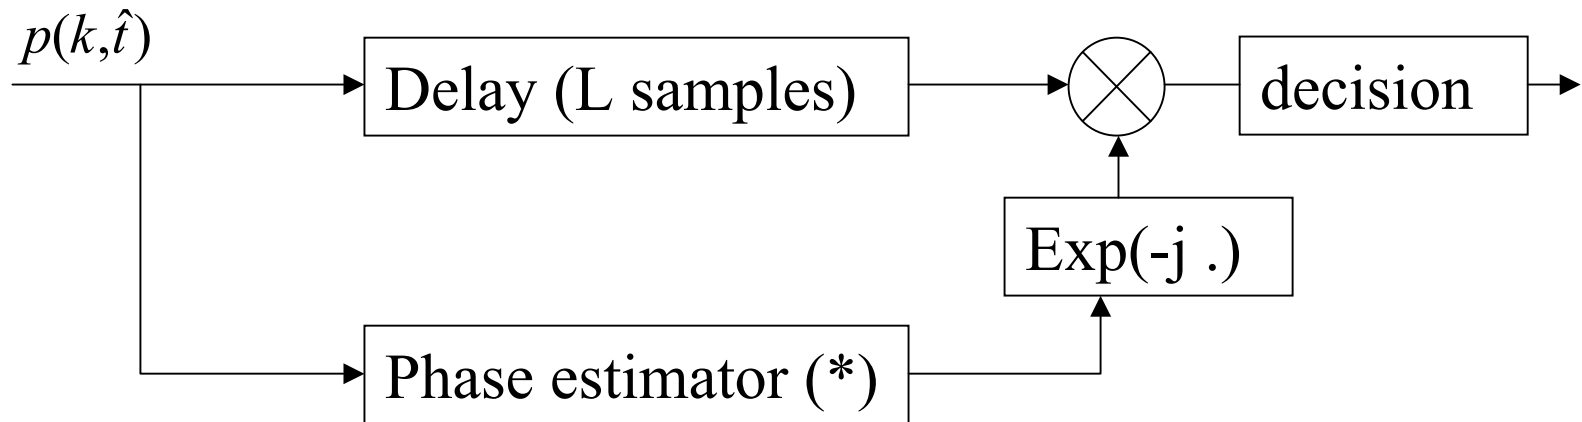 p(k,t̂)
Delay (L samples)
decision
Exp(-j .)
Phase estimator (*)